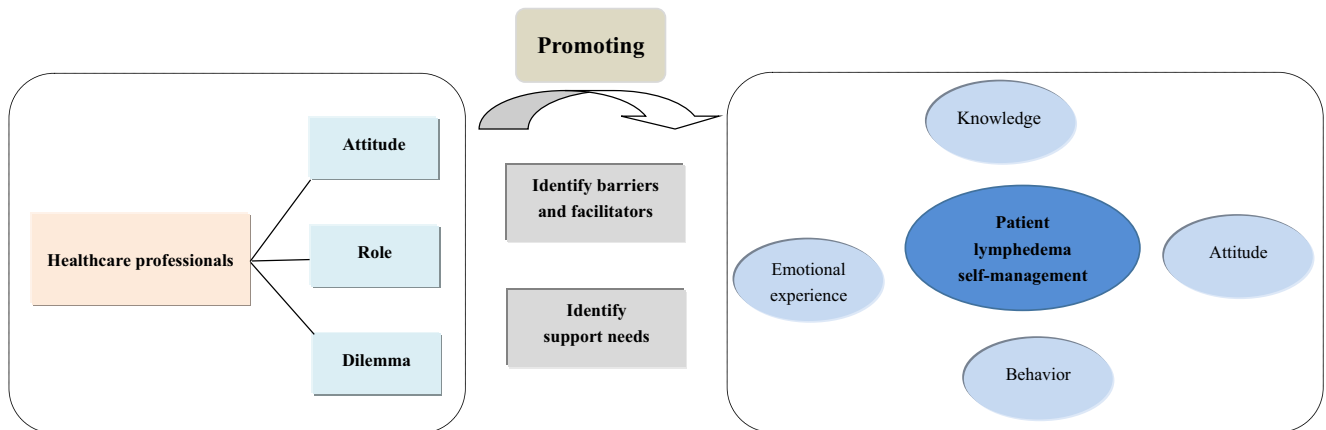 Healthcare professionals
Attitude
Role
Dilemma
Promoting
Identify barriers
and facilitators
Identify
support needs
Knowledge
Emotional
experience
Patient
lymphedema
self-management
Attitude
Behavior